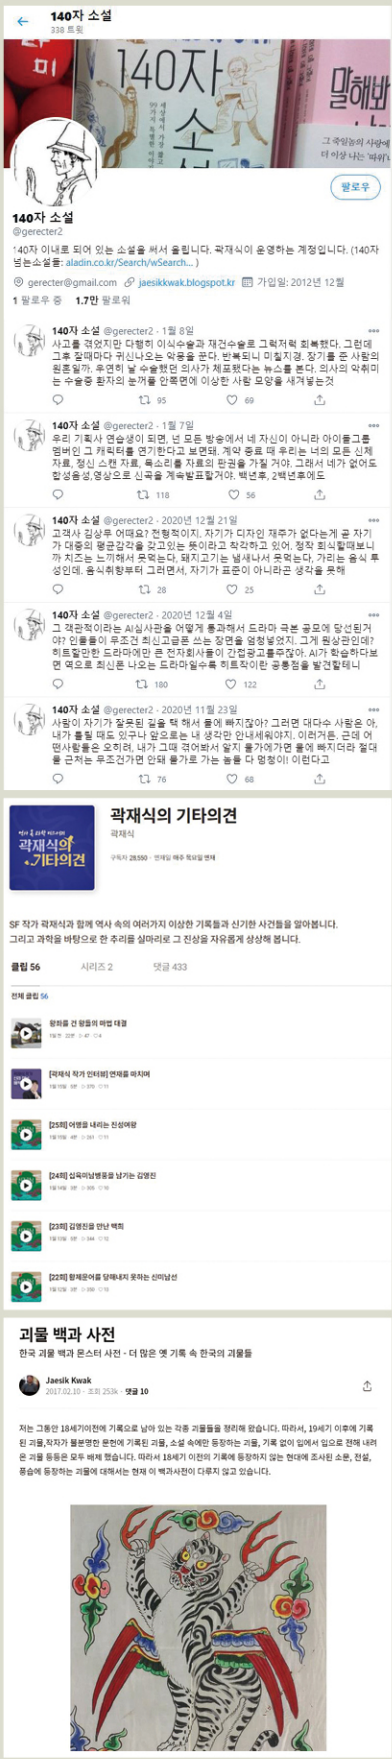 140자 소설
338 트윗
미
140자
소설
말해봐
팔로우
140자 소설
@gerecter2
140자 이내로 되어 있는 소설을 써서 올립니다. 곽재식이 운영하는 계정입니다. (140자
넘는소설들: aladin.co.kr/Search/wSearch... )
gerecter@gmail.com jaesikkwak.blogspot.kr 가입일: 2012년 12월
1 팔로우 중 1.7만 팔로워
140자 소설 @gerecter2 · 1월 8일
사고를 겪었지만 다행히 이식수술과 재건수술로 그럭저럭 회복했다. 그런데
그후 잘때마다 귀신나오는 악몽을 꾼다. 반복되니 미칠지경. 장기를 준 사람의
원혼일까. 우연히 날 수술했던 의사가 체포됐다는 뉴스를 본다. 의사의 악취미
는 수술중 환자의 눈꺼풀 안쪽면에 이상한 사람 모양을 새겨넣는것
95 69
140자 소설 @gerecter2 · 1월 7일
우리 기획사 연습생이 되면, 넌 모든 방송에서 네 자신이 아니라 아이돌그룹
멤버인 그 캐릭터를 연기한다고 보면돼. 계약 종료 때 우리는 너의 모든 신체
자료, 정신 스캔 자료, 목소리를 자료의 판권을 가질 거야. 그래서 네가 없어도
합성음성,영상으로 신곡을 계속발표할거야. 백년후, 2백년후에도
118 56
140자 소설 @gerecter2 · 2020년 12월 21일
고객사 김상무 어때요? 전형적이지. 자기가 디자인 재주가 없다는게 곧 자기
가 대중의 평균감각을 갖고있는 뜻이라고 착각하고 있어, 정작 회식할때보니
까 치즈는 느끼해서 못먹는다, 돼지고기는 냄새나서 못먹는다, 가리는 음식 투
성인데. 음식취향부터 그러면서, 자기가 표준이 아니라곤 생각을 못해
28 25
140자 소설 @gerecter2 · 2020년 12월 4일
그 객관적이라는 AI심사관을 어떻게 통과해서 드라마 극본 공모에 당선된거
야? 인물들이 무조건 최신고급폰 쓰는 장면을 엄청넣었지. 그게 뭔상관인데?
히트할만한 드라마에만 큰 전자회사들이 간접광고를주잖아. AI가 학습하다보
면 역으로 최신폰 나오는 드라마일수록 히트작이란 공통점을 발견할테니
180 122
140자 소설 @gerecter2 · 2020년 11월 23일
사람이 자기가 잘못된 길을 택 해서 물에 빠지잖아? 그러면 대다수 사람은 아,
내가 틀릴 때도 있구나 앞으로는 내 생각만 안내세워야지. 이러거든. 근데 어
떤사람들은 오히려, 내가 그때 겪어봐서 알지 물가에가면 물에 빠지더라 절대
물 근처는 무조건가면 안돼 물가로 가는 놈들 다 멍청이! 이런다고
76 68
곽재식의
기타의견
곽재식의 기타의견
곽재식
구독자 28,550 · 연재일 매주 목요일 연재
SF 작가 곽재식과 함께 역사 속의 여러가지 이상한 기록들과 신기한 사건들을 알아봅니다.
그리고 과학을 바탕으로 한 추리를 실마리로 그 진상을 자유롭게 상상해 봅니다.
클립 56 시리즈 2 댓글 433
전체 클립 56
왕좌를 건 왕들의 마법 대결
[곽재식 작가 인터뷰] 연재를 마치며
[25회] 어명을 내리는 진성여왕
[24회] 십육미남병풍을 남기는 김영진
[23회] 김영진을 만난 백희
[22회] 황제문어를 당해내지 못하는 신미남선
괴물 백과 사전
한국 괴물 백과 몬스터 사전 - 더 많은 옛 기록 속 한국의 괴물들
Jaesik Kwak
2017.02.10 · 조회 253k · 댓글 10
저는 그동안 18세기이전에 기록으로 남아 있는 각종 괴물들을 정리해 왔습니다. 따라서, 19세기 이후에 기록
된 괴물,작자가 불분명한 문헌에 기록된 괴물, 소설 속에만 등장하는 괴물, 기록 없이 입에서 입으로 전해 내려
온 괴물 등등은 모두 배제 했습니다. 따라서 18세기 이전의 기록에 등장하지 않는 현대에 조사된 소문, 전설,
풍습에 등장하는 괴물에 대해서는 현재 이 백과사전이 다루지 않고 있습니다.